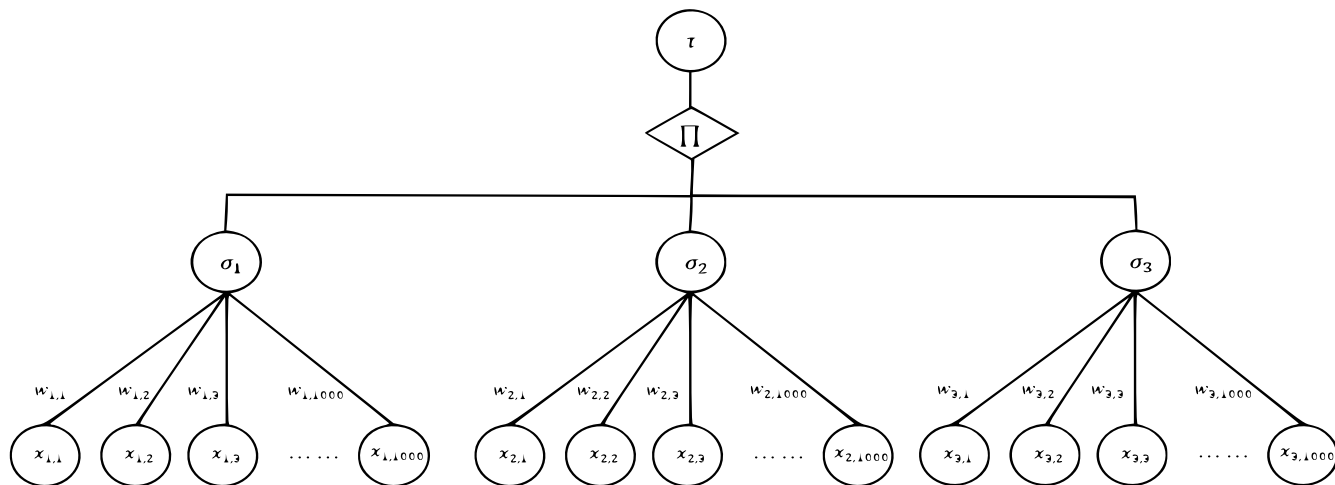 τ
∏
σ₁ σ₂ σ₃
w₁,₁ w₁,₂ w₁,₃ w₁,₁₀₀₀ w₂,₁ w₂,₂ w₂,₃ w₂,₁₀₀₀ w₃,₁ w₃,₂ w₃,₃ w₃,₁₀₀₀
x₁,₁ x₁,₂ x₁,₃ ...... x₁,₁₀₀₀ x₂,₁ x₂,₂ x₂,₃ ...... x₂,₁₀₀₀ x₃,₁ x₃,₂ x₃,₃ ...... x₃,₁₀₀₀